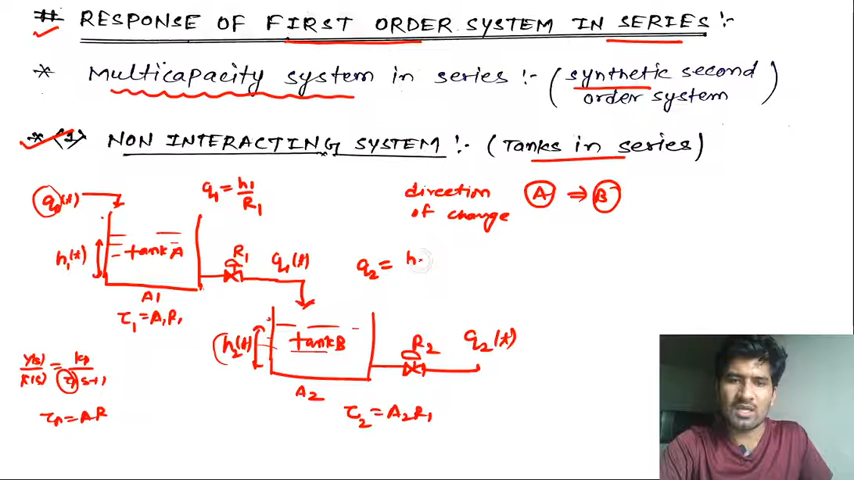 # RESPONSE OF FIRST ORDER SYSTEM IN SERIES :-
* Multicapacity system in series :- (synthetic second order system)
* (1) NON INTERACTING SYSTEM :- (Tanks in series)
q₀(t)
q₁ = h₁/R₁
direction of change A ⇒ B
h₁(t) tank A R₁ q₁(t)
q₂ = h
A1
τ₁ = A₁R₁
h₂(t) tank B R₂ q₂(t)
A₂
τ₂ = A₂R₁
Y(s)/X(s) = kp/τp s+1
τp = AR